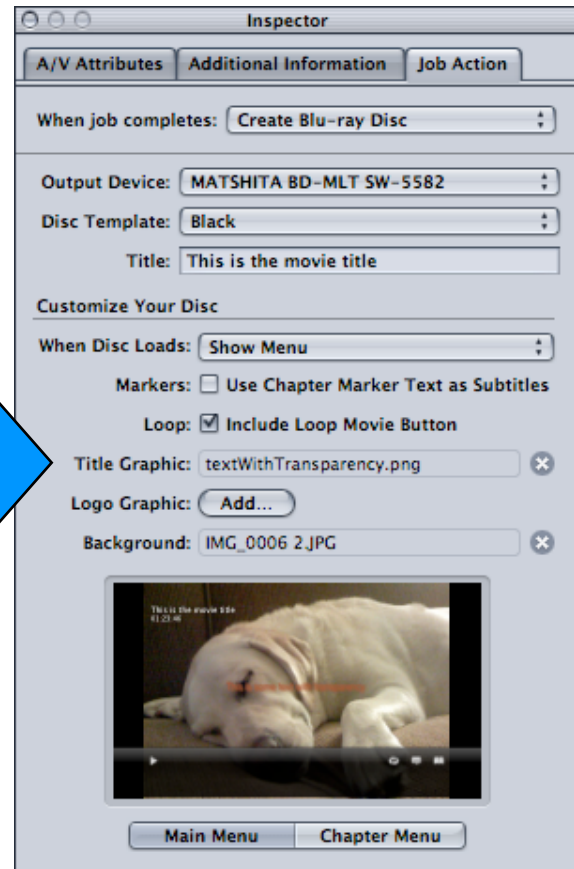 Inspector
A/V Attributes Additional Information Job Action
When job completes: Create Blu-ray Disc
Output Device: MATSHITA BD-MLT SW-5582
Disc Template: Black
Title: This is the movie title
Customize Your Disc
When Disc Loads: Show Menu
Markers: Use Chapter Marker Text as Subtitles
Loop: Include Loop Movie Button
Title Graphic: textWithTransparency.png
Logo Graphic: Add...
Background: IMG_0006 2.JPG
This is the movie title
01:23:46
Main Menu Chapter Menu